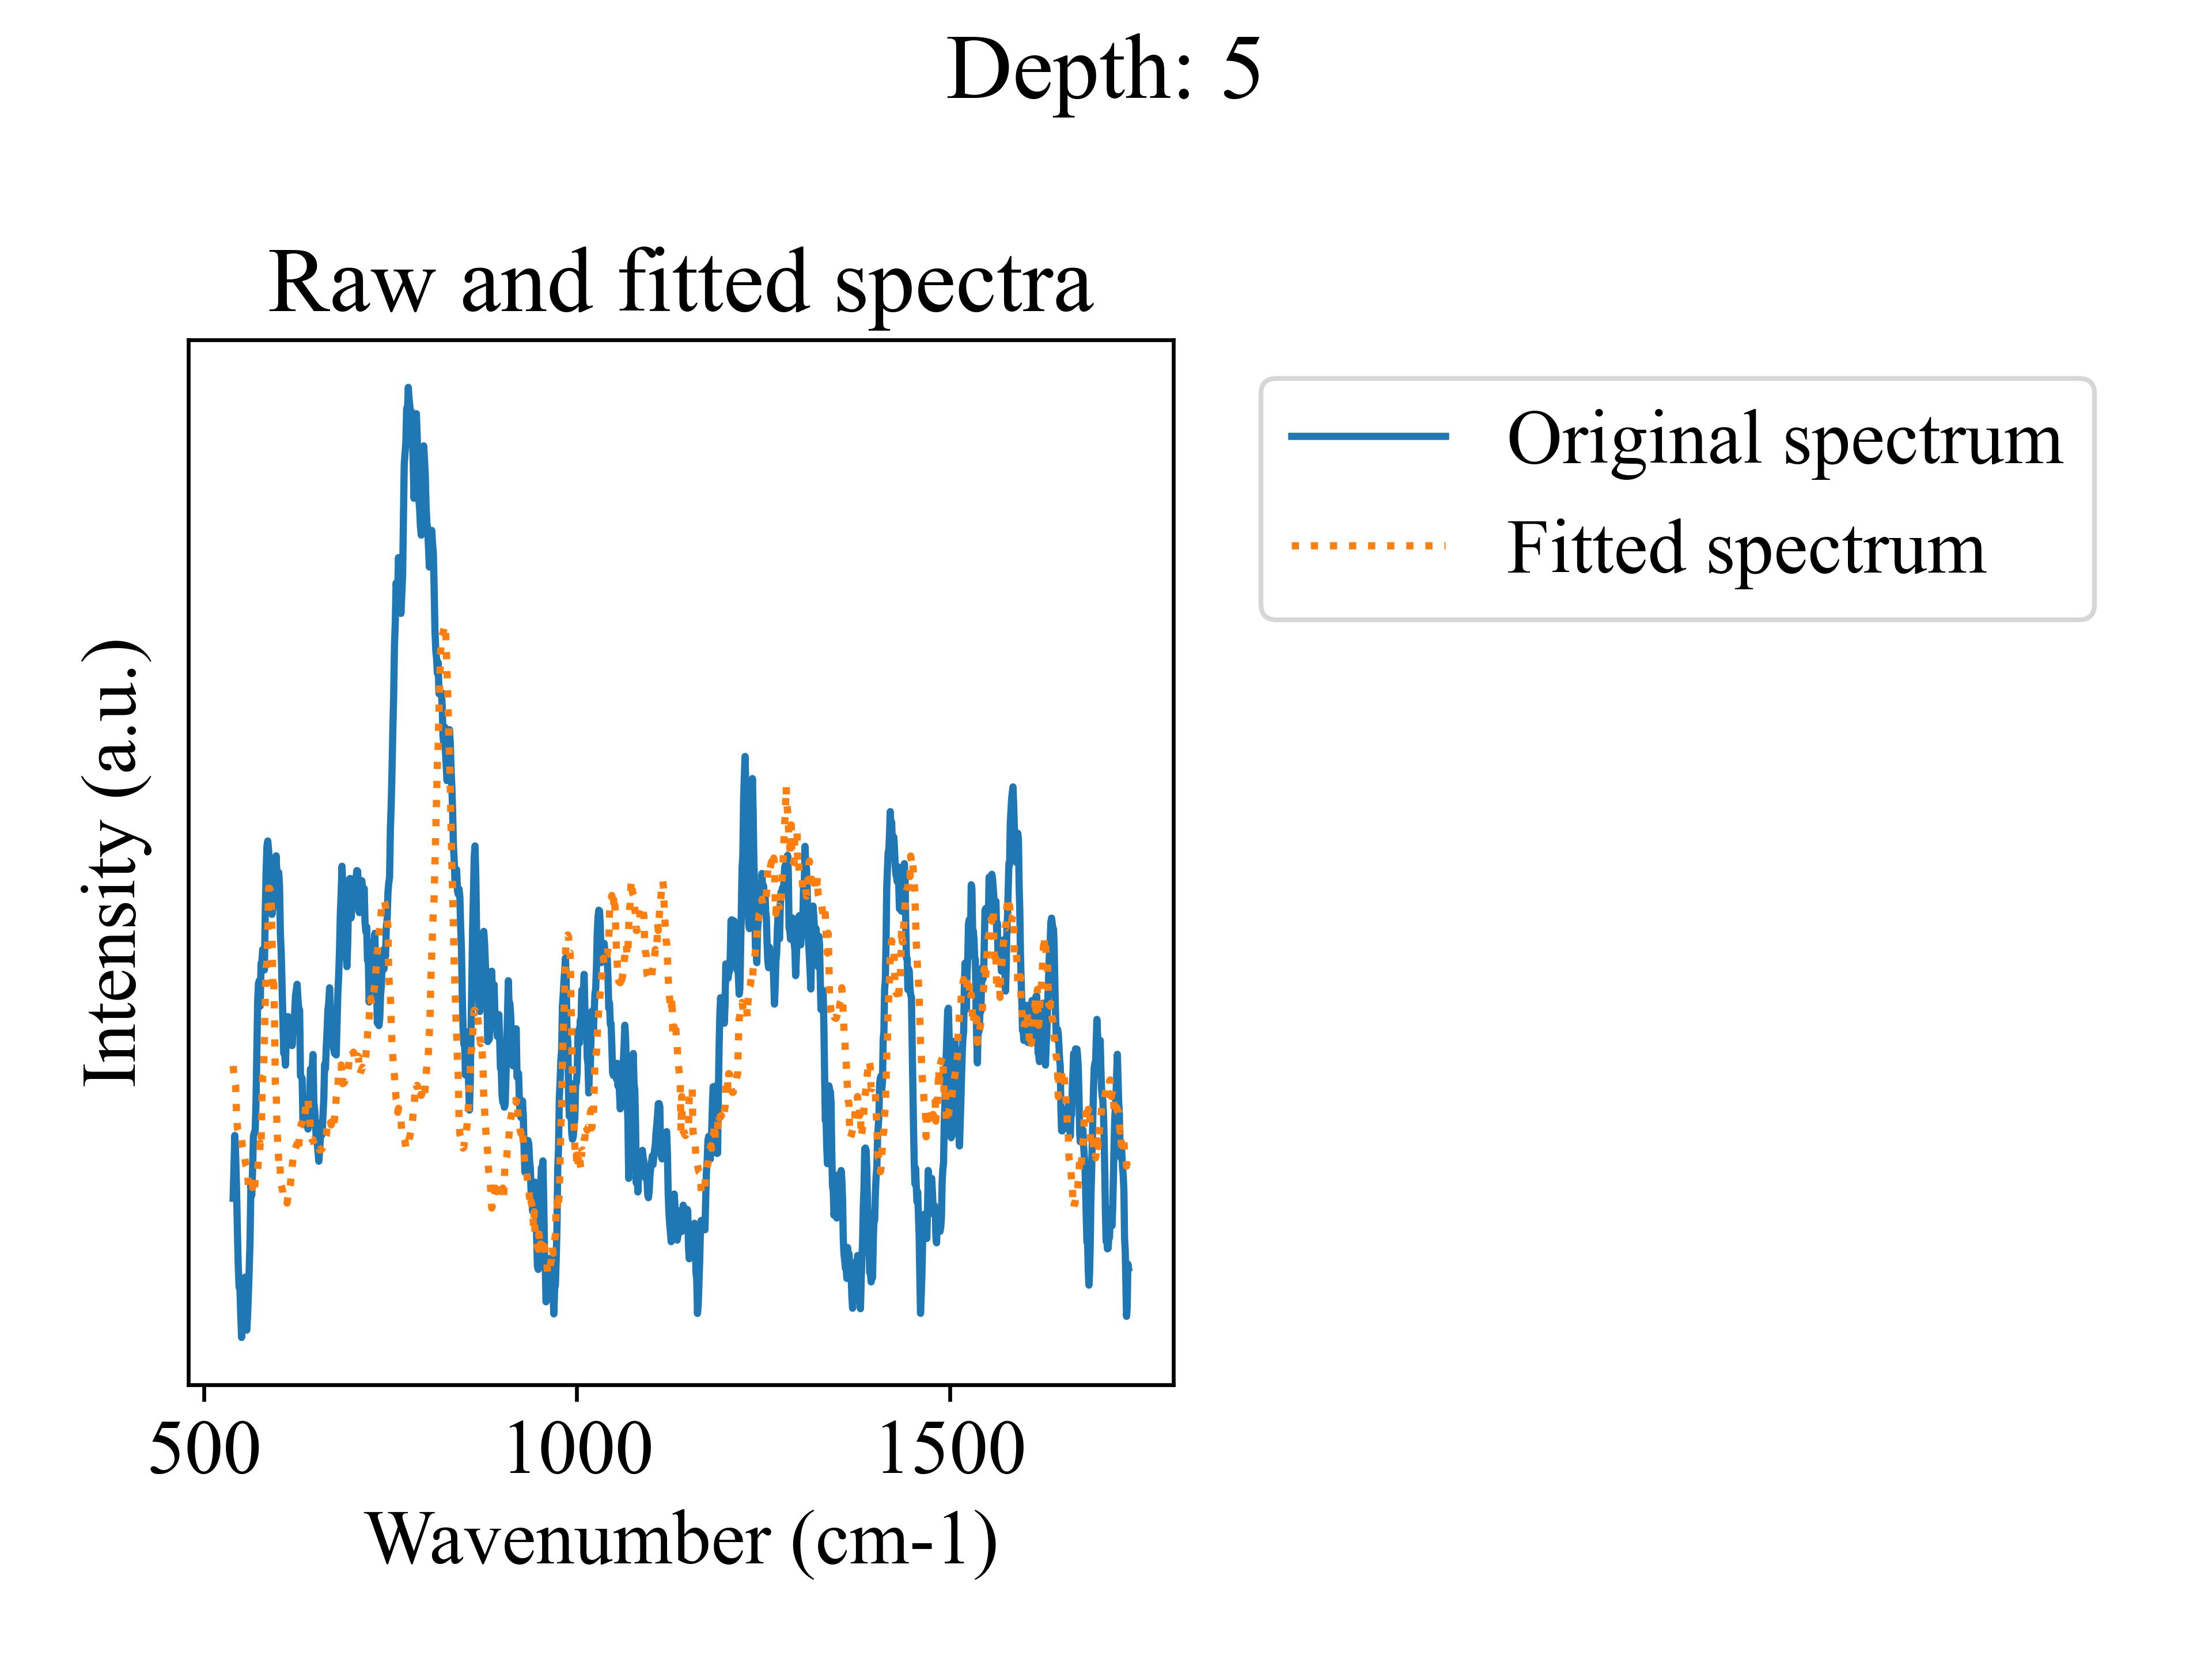 Depth: 5
Raw and fitted spectra
Original spectrum
Fitted spectrum
Intensity (a.u.)
500 1000 1500
Wavenumber (cm-1)